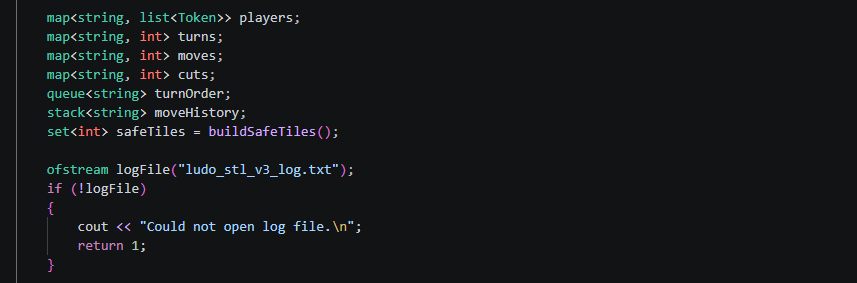 map<string, list<Token>> players;
map<string, int> turns;
map<string, int> moves;
map<string, int> cuts;
queue<string> turnOrder;
stack<string> moveHistory;
set<int> safeTiles = buildSafeTiles();

ofstream logFile("ludo_stl_v3_log.txt");
if (!logFile)
{
    cout << "Could not open log file.\n";
    return 1;
}